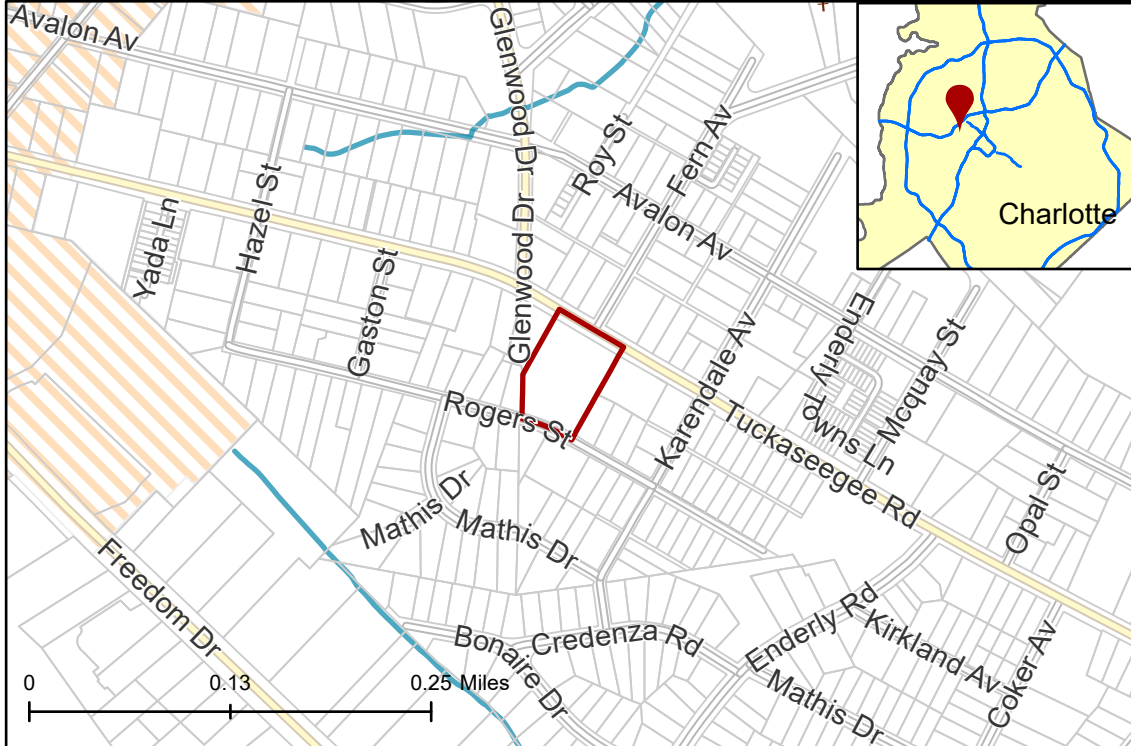 Avalon Av
Glenwood Dr
Dr
Glenwood Dr
Roy St
Fern Av
Avalon Av
Charlotte
Hazel St
Yada Ln
Gaston St
Rogers St
Karendale Av
Enderly Towns Ln
Mcquay St
Tuckaseegee Rd
Opal St
Mathis Dr
Mathis Dr
Freedom Dr
Bonaire Dr
Credenza Rd
Enderly Rd
Kirkland Av
Coker Av
Mathis Dr
0 0.13 0.25 Miles